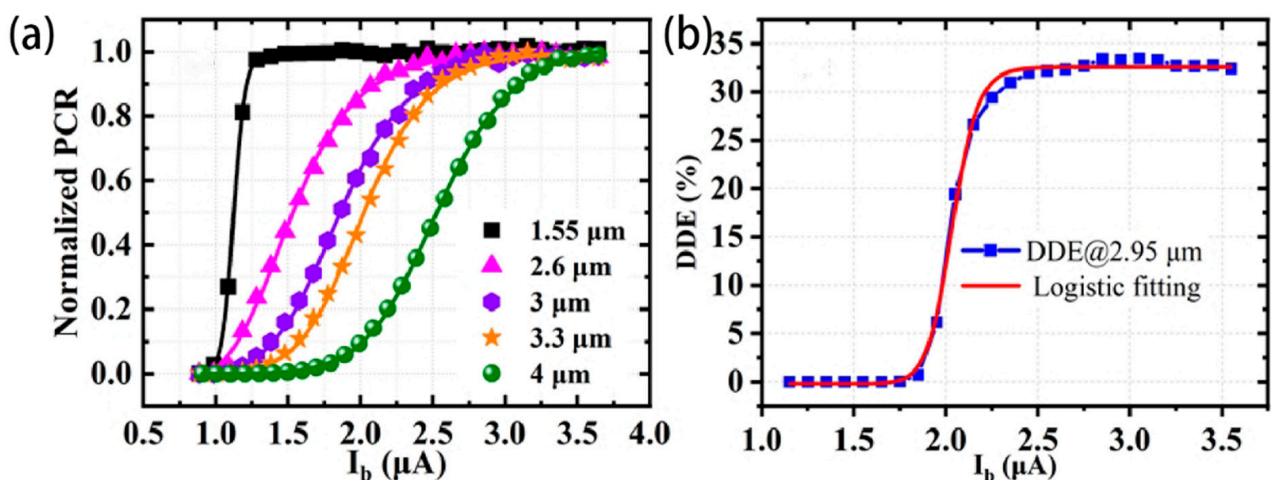 (a)
Normalized PCR
1.0
0.8
0.6
0.4
0.2
0.0
1.55 μm
2.6 μm
3 μm
3.3 μm
4 μm
0.5 1.0 1.5 2.0 2.5 3.0 3.5 4.0
I_b (μA)
(b)
DDE (%)
35
30
25
20
15
10
5
0
DDE@2.95 μm
Logistic fitting
1.0 1.5 2.0 2.5 3.0 3.5
I_b (μA)